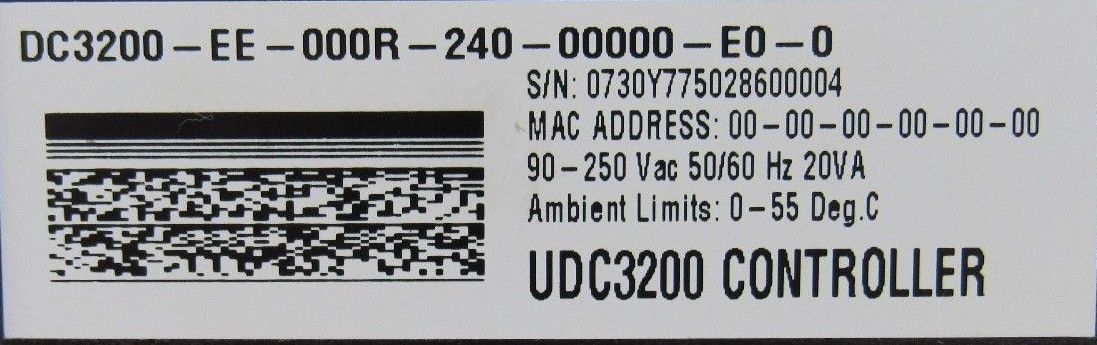 DC3200-EE-000R-240-00000-E0-0
S/N: 0730Y775028600004
MAC ADDRESS: 00-00-00-00-00-00
90-250 Vac 50/60 Hz 20VA
Ambient Limits: 0-55 Deg.C
UDC3200 CONTROLLER